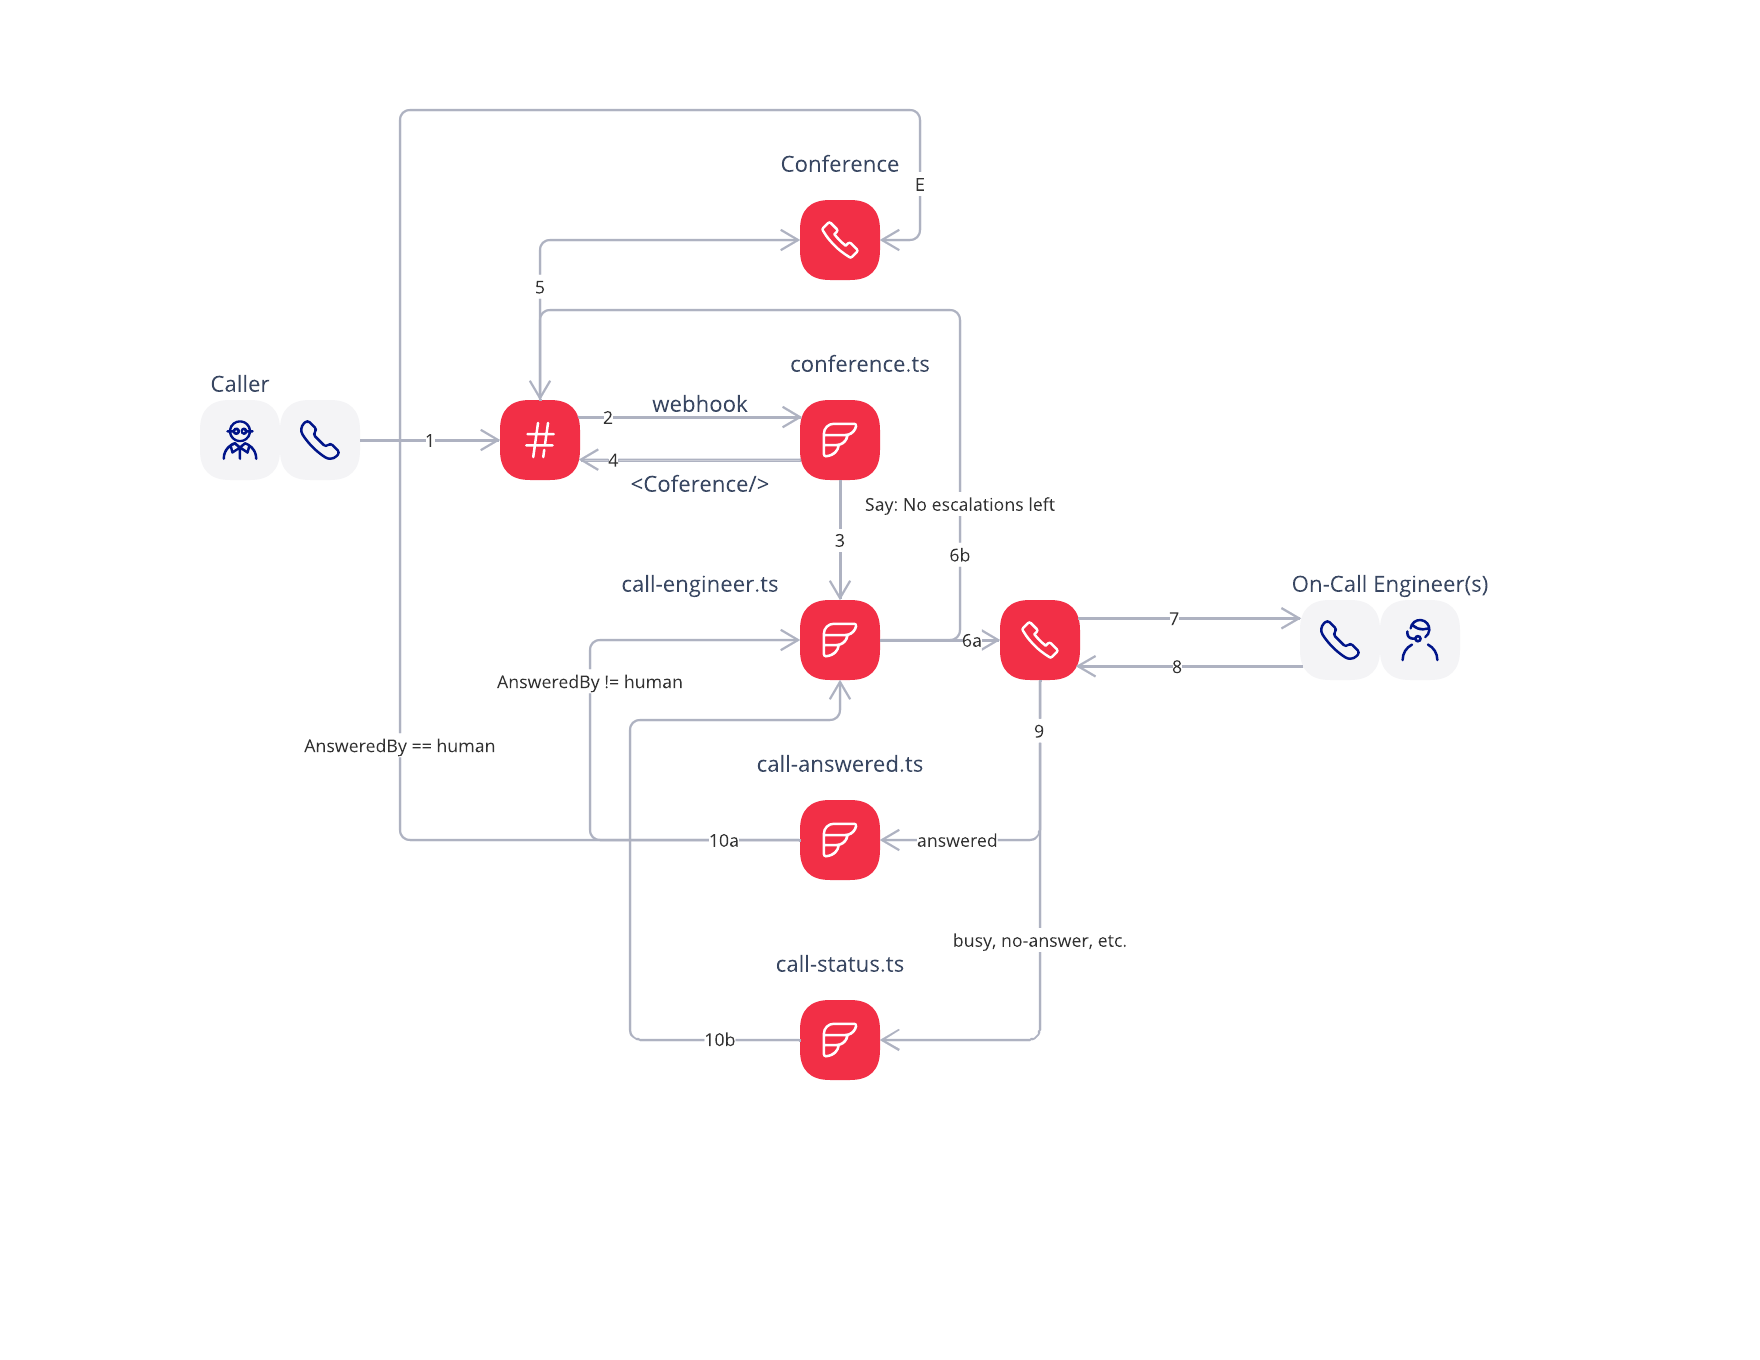 Conference
E
5
conference.ts
Caller
webhook
2
1
4
<Coference/>
Say: No escalations left
3
6b
call-engineer.ts
On-Call Engineer(s)
7
6a
8
AnsweredBy != human
9
AnsweredBy == human
call-answered.ts
10a
answered
busy, no-answer, etc.
call-status.ts
10b
#